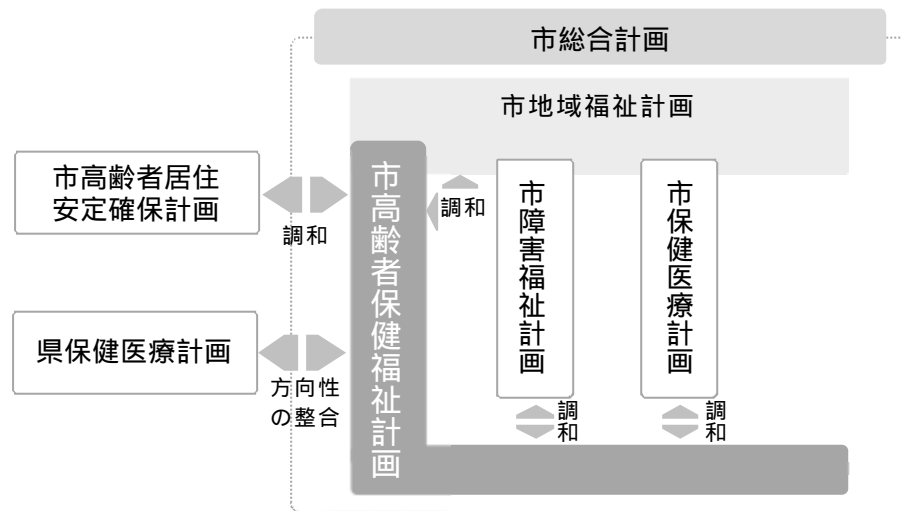 市総合計画
市地域福祉計画
市高齢者居住
安定確保計画
調和
県保健医療計画
方向性
の整合
市高齢者保健福祉計画
調和
市障害福祉計画
調和
市保健医療計画
調和